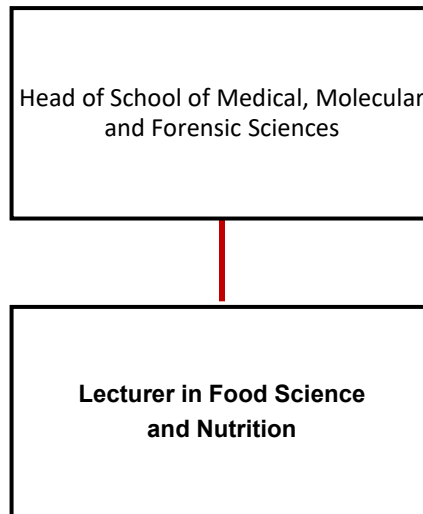 Head of School of Medical, Molecular
and Forensic Sciences
Lecturer in Food Science
and Nutrition